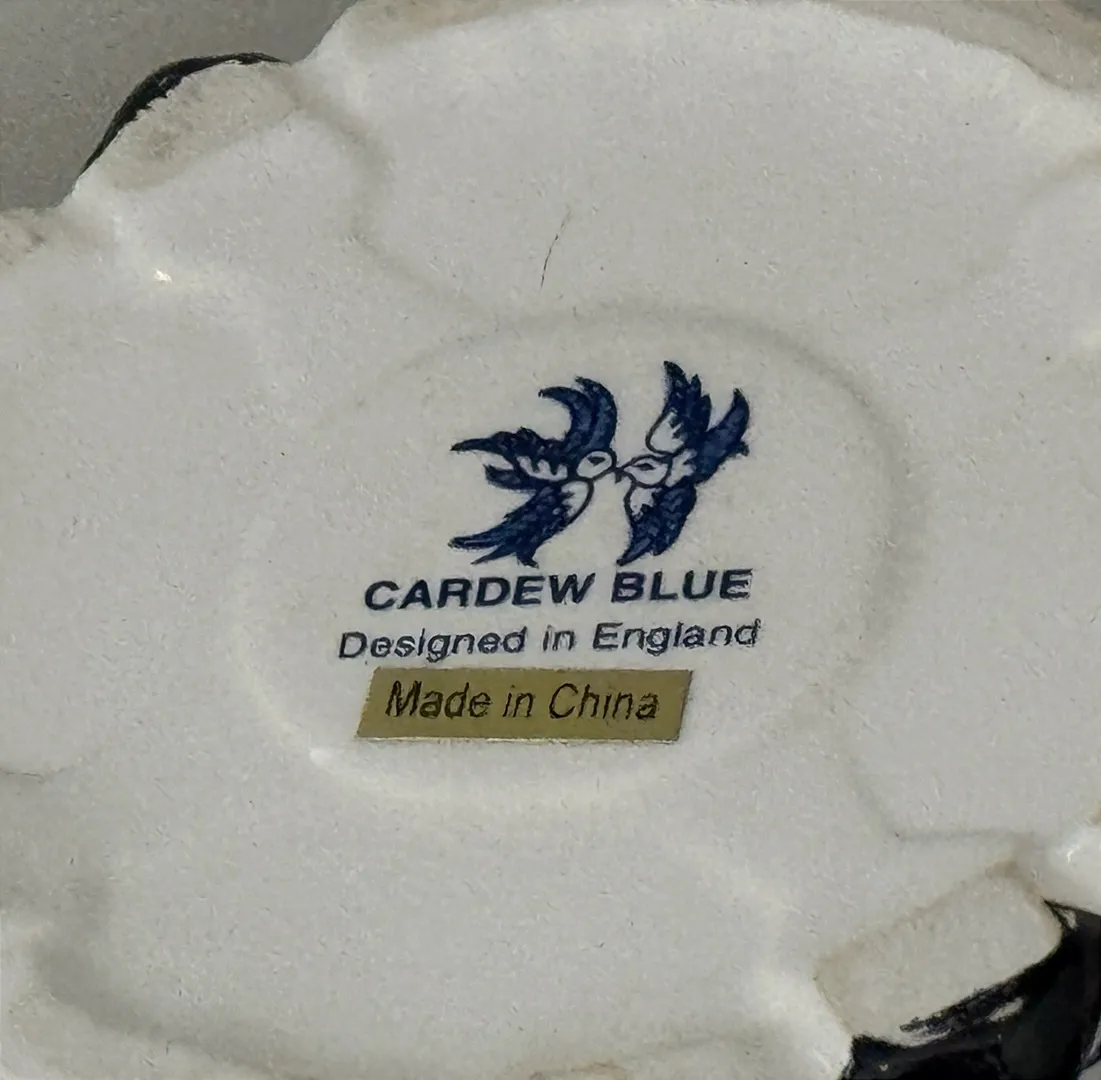 CARDEW BLUE
Designed in England
Made in China